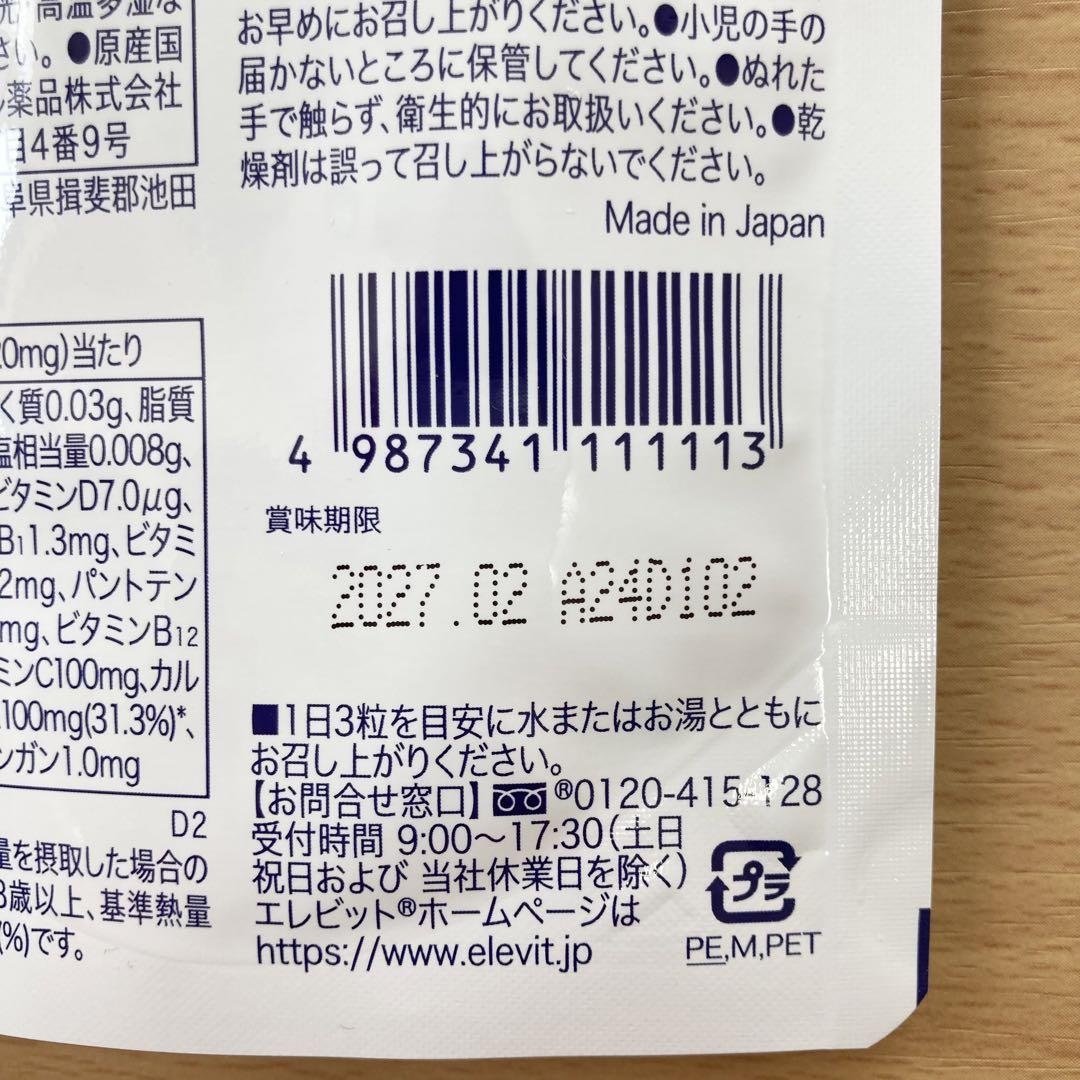 高温多湿な
さい。●原産国
薬品株式会社
目4番9号
阜県揖斐郡池田
お早めにお召し上がりください。●小児の手の
届かないところに保管してください。●ぬれた
手で触らず、衛生的にお取扱いください。●乾
燥剤は誤って召し上がらないでください。
Made in Japan
4 987341 111113
賞味期限
2027.02 A24D102
20mg)当たり
く質0.03g、脂質
塩相当量0.008g、
ビタミンD7.0μg、
B₁1.3mg、ビタミ
2mg、パントテン
mg、ビタミンB₁₂
ミンC100mg、カル
100mg(31.3%)*、
ンガン1.0mg
D2
量を摂取した場合の
8歳以上、基準熱量
(%)です。
■1日3粒を目安に水またはお湯とともに
お召し上がりください。
【お問合せ窓口】®0120-415-128
受付時間 9:00〜17:30(土日
祝日および 当社休業日を除く)
エレビット®ホームページは
https://www.elevit.jp
プラ
PE,M,PET